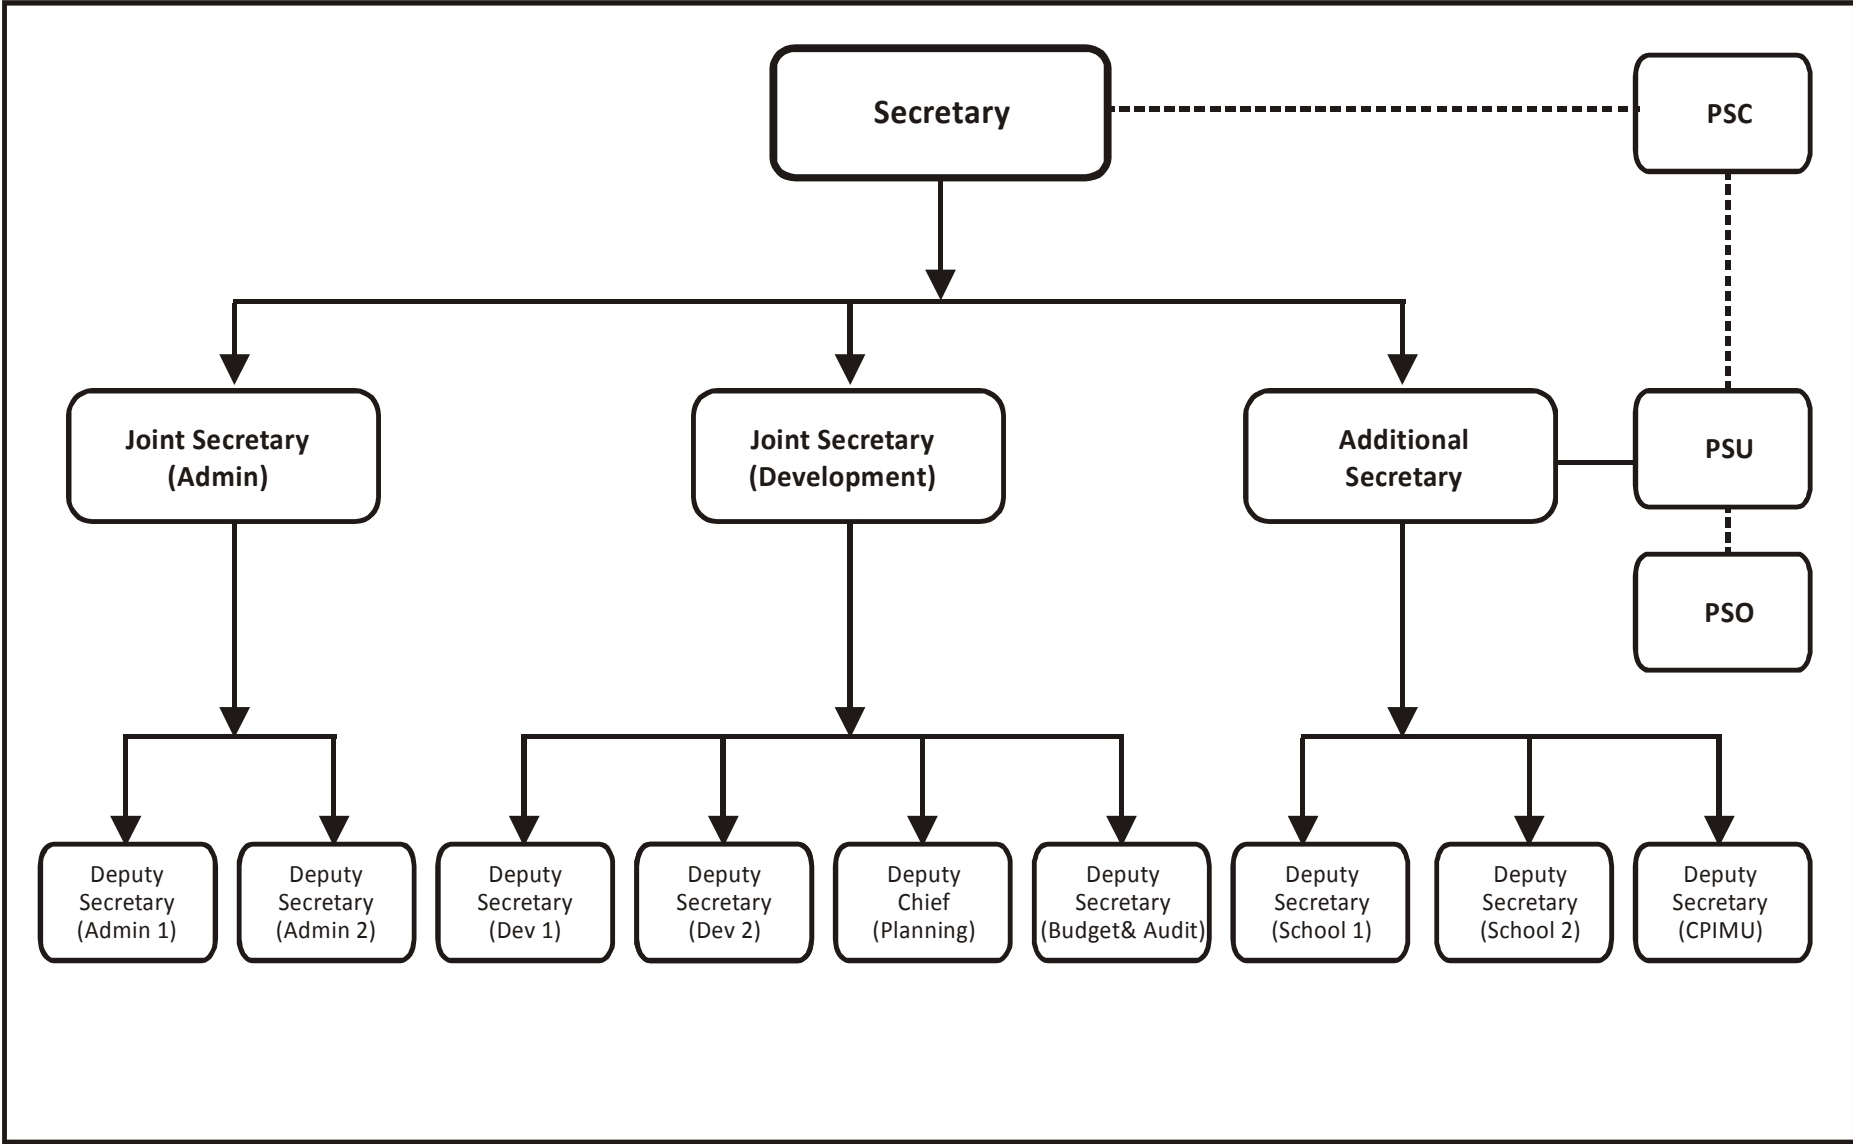 Secretary
PSC
Joint Secretary
(Admin)
Joint Secretary
(Development)
Additional
Secretary
PSU
PSO
Deputy
Secretary
(Admin 1)
Deputy
Secretary
(Admin 2)
Deputy
Secretary
(Dev 1)
Deputy
Secretary
(Dev 2)
Deputy
Chief
(Planning)
Deputy
Secretary
(Budget& Audit)
Deputy
Secretary
(School 1)
Deputy
Secretary
(School 2)
Deputy
Secretary
(CPIMU)